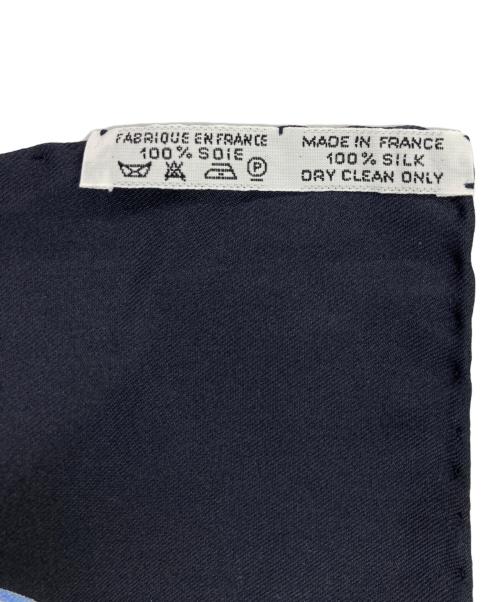 FABRIQUE EN FRANCE
100% SOIE
MADE IN FRANCE
100% SILK
DRY CLEAN ONLY